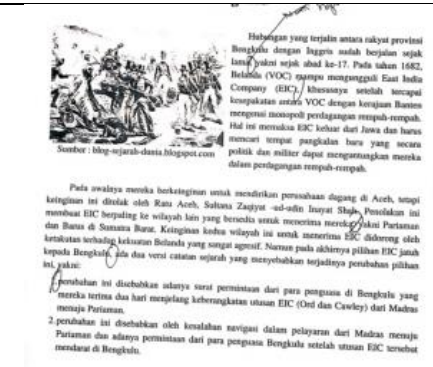 Hubungan yang terjalin antara rakyat provinsi
Bengkulu dengan Inggris sudah berjalan sejak
lama yakni sejak abad ke-17. Pada tahun 1682,
Belanda (VOC) mampu mengungguli East India
Company (EIC), khususnya setelah tercapai
kesepakatan antara VOC dengan kerajaan Banten
mengenai monopoli perdagangan rempah-rempah.
Hal ini memaksa EIC keluar dari Jawa dan harus
mencari tempat pangkalan baru yang secara
politik dan militer dapat menguntungkan mereka
dalam perdagangan rempah-rempah.
Sumber : blog-sejarah-dunia.blogspot.com
Pada awalnya mereka berkeinginan untuk mendirikan perusahaan dagang di Aceh, tetapi
keinginan ini ditolak oleh Ratu Aceh, Sultana Zaqiyat -ad-adin Inayat Shah. Penolakan ini
membuat EIC berpaling ke wilayah lain yang bersedia untuk menerima mereka yakni Pariaman
dan Barus di Sumatra Barat. Keinginan kedua wilayah ini untuk menerima EIC didorong oleh
ketakutan terhadap kekuatan Belanda yang sangat agresif. Namun pada akhirnya pilihan EIC jatuh
kepada Bengkulu, ada dua versi catatan sejarah yang menyebabkan terjadinya perubahan pilihan
ini, yakni:
perubahan ini disebabkan adanya surat permintaan dari para penguasa di Bengkulu yang
mereka terima dua hari menjelang keberangkatan utusan EIC (Ord dan Cawley) dari Madras
menuju Pariaman.
2.perubahan ini disebabkan oleh kesalahan navigasi dalam pelayaran dari Madras menuju
Pariaman dan adanya permintaan dari para penguasa Bengkulu setelah utusan EIC tersebut
mendarat di Bengkulu.